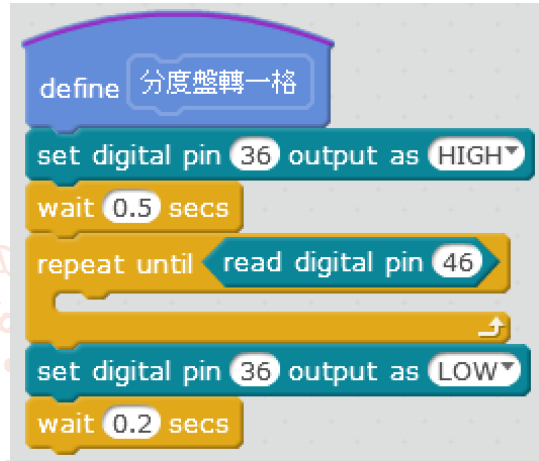 define 分度盤轉一格
set digital pin 36 output as HIGH
wait 0.5 secs
repeat until read digital pin 46
set digital pin 36 output as LOW
wait 0.2 secs